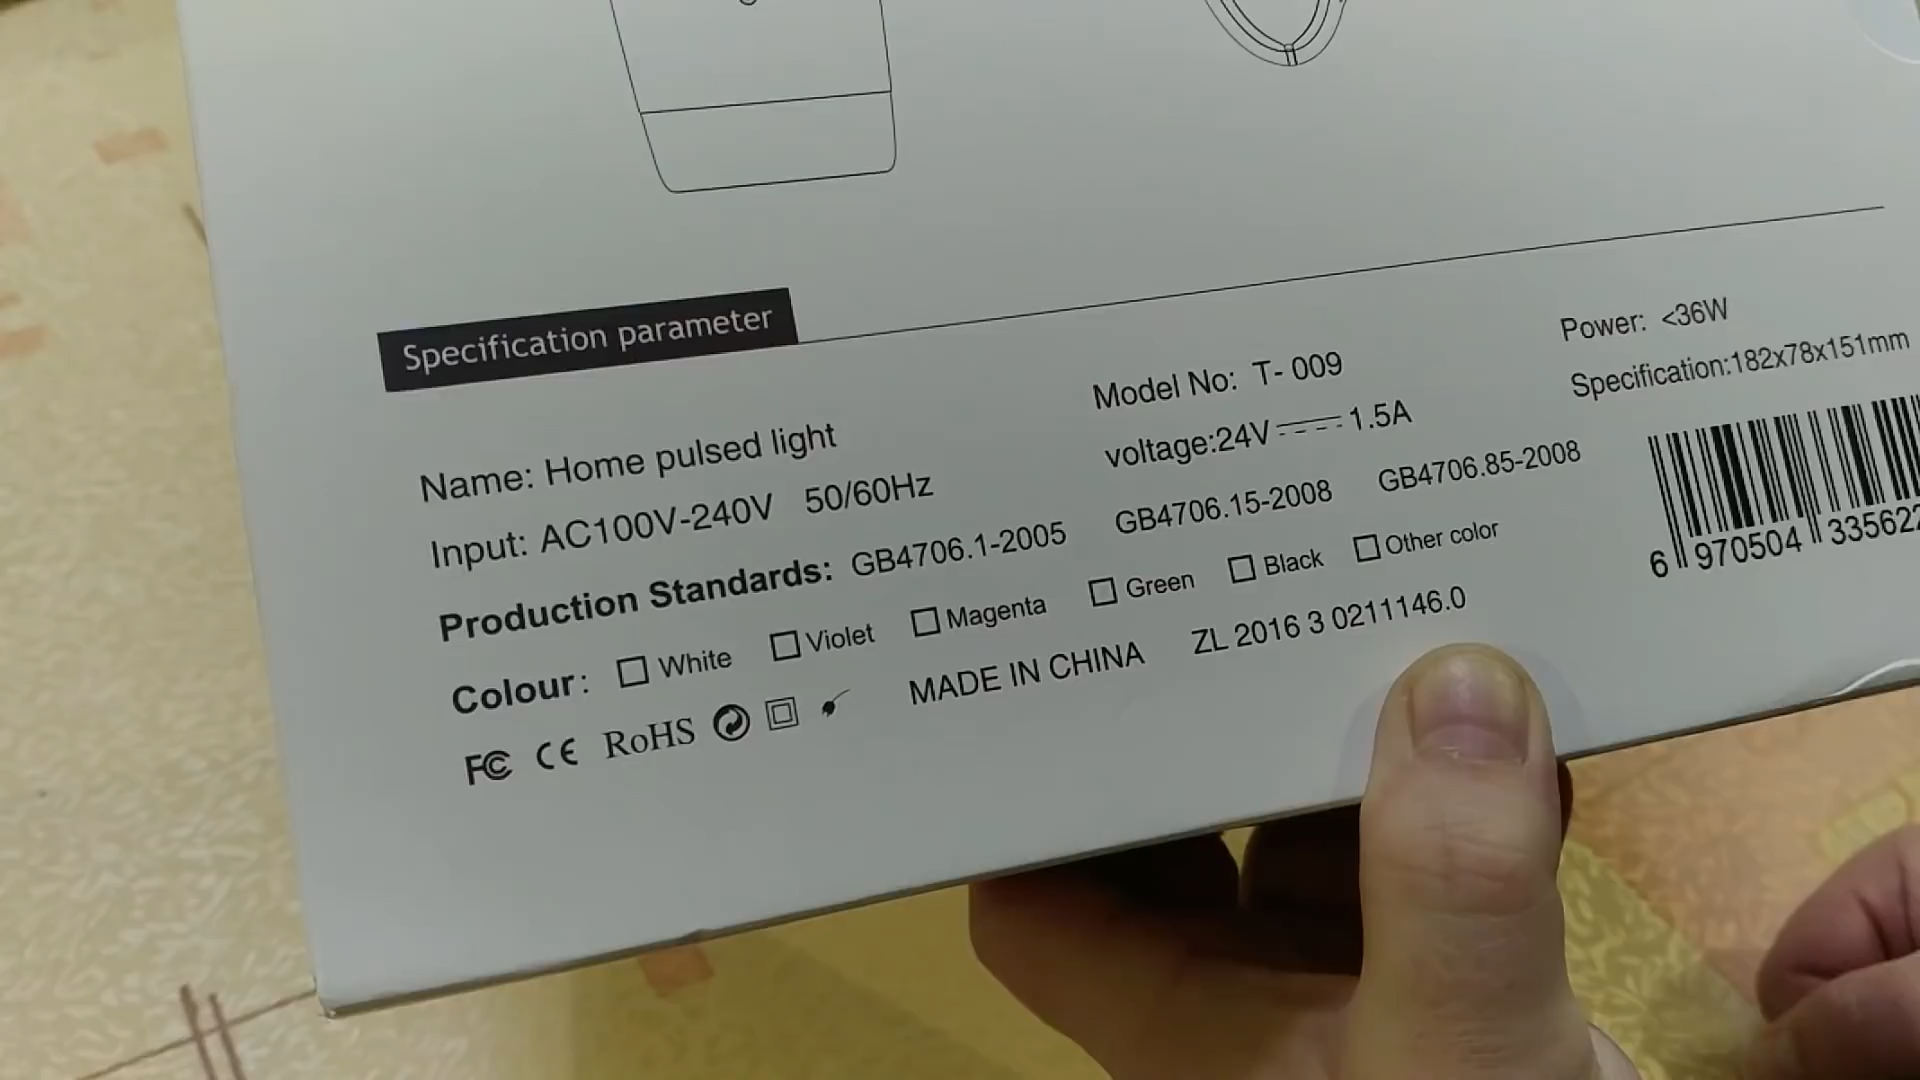 Specification parameter
Name: Home pulsed light
Model No: T- 009
Power: <36W
Input: AC100V-240V 50/60Hz
voltage:24V 1.5A
Specification:182x78x151mm
Production Standards: GB4706.1-2005 GB4706.15-2008 GB4706.85-2008
Colour: White Violet Magenta Green Black Other color
FC CE RoHS MADE IN CHINA ZL 2016 3 0211146.0
6 970504 335622